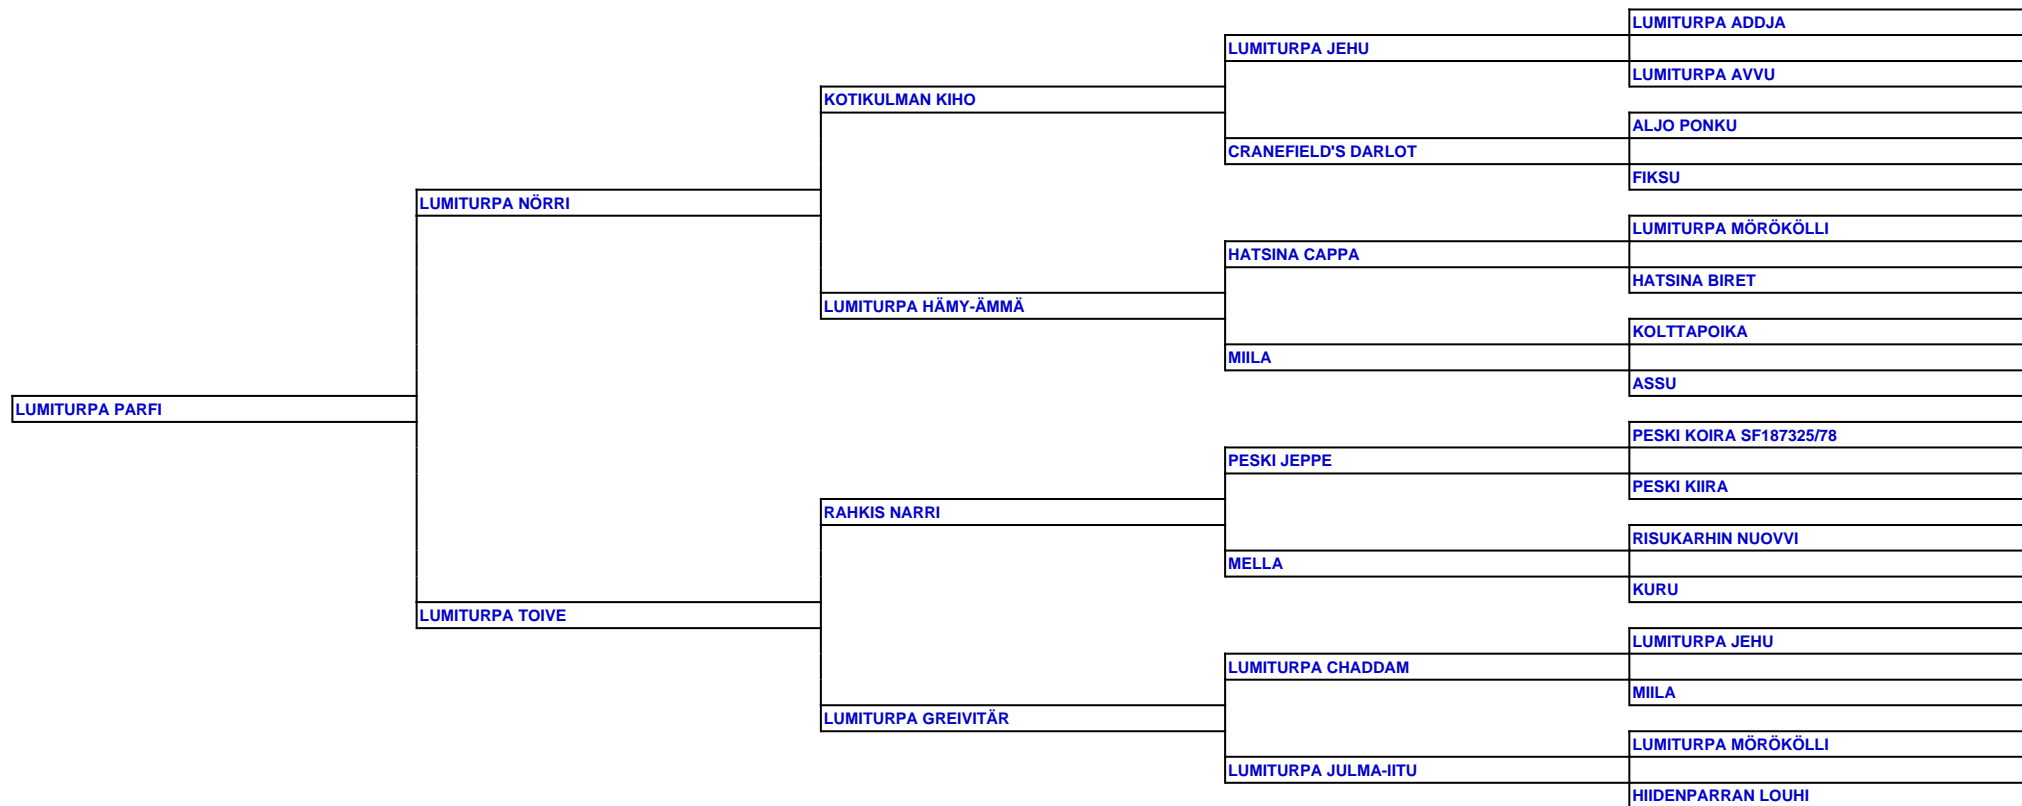 LUMITURPA ADDJA
LUMITURPA JEHU
LUMITURPA AVVU
KOTIKULMAN KIHO
ALJO PONKU
CRANEFIELD'S DARLOT
FIKSU
LUMITURPA NÖRRI
LUMITURPA MÖRÖKÖLLI
HATSINA CAPPA
HATSINA BIRET
LUMITURPA HÄMY-ÄMMÄ
KOLTTAPOIKA
MIILA
ASSU
LUMITURPA PARFI
PESKI KOIRA SF187325/78
PESKI JEPPE
PESKI KIIRA
RAHKIS NARRI
RISUKARHIN NUOVVI
MELLA
KURU
LUMITURPA TOIVE
LUMITURPA JEHU
LUMITURPA CHADDAM
MIILA
LUMITURPA GREIVITÄR
LUMITURPA MÖRÖKÖLLI
LUMITURPA JULMA-IITU
HIIDENPARRAN LOUHI